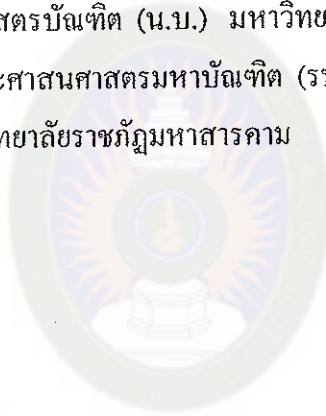 สตรบัณฑิต (น.บ.) มหาวิทย
ะศาสนศาสตรมหาบัณฑิต (รร
ทยาลัยราชภัฏมหาสารคาม